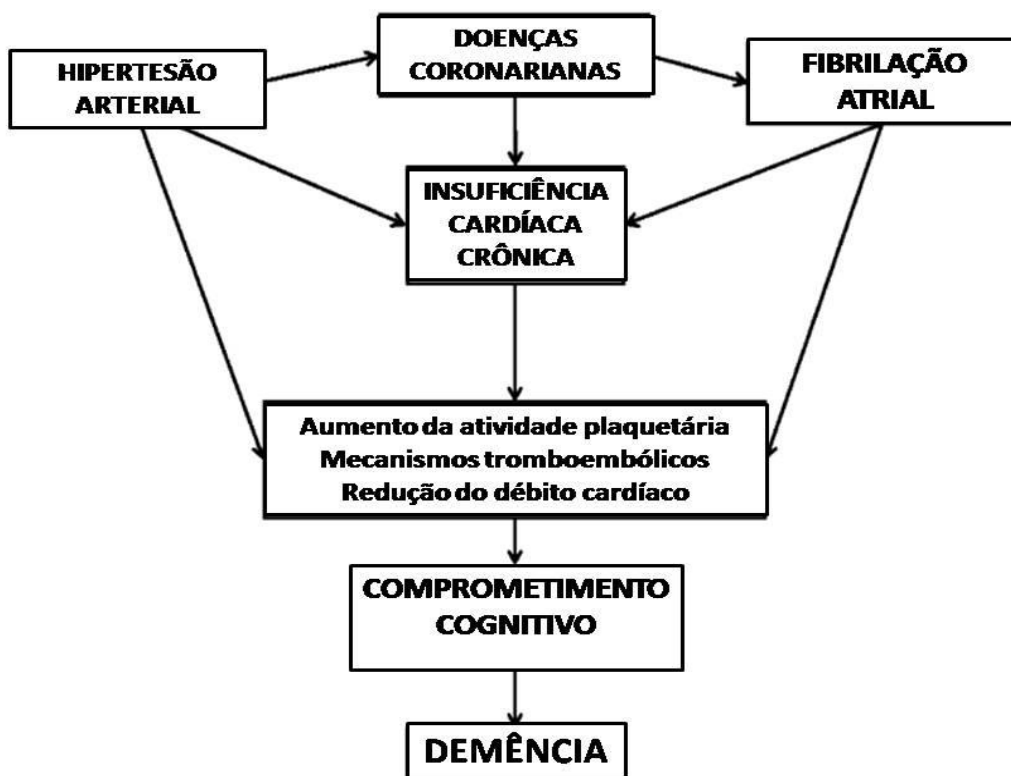 DOENÇAS
CORONARIANAS
HIPERTESÃO
ARTERIAL
FIBRILAÇÃO
ATRIAL
INSUFICIÊNCIA
CARDÍACA
CRÔNICA
Aumento da atividade plaquetária
Mecanismos tromboembólicos
Redução do débito cardíaco
COMPROMETIMENTO
COGNITIVO
DEMÊNCIA